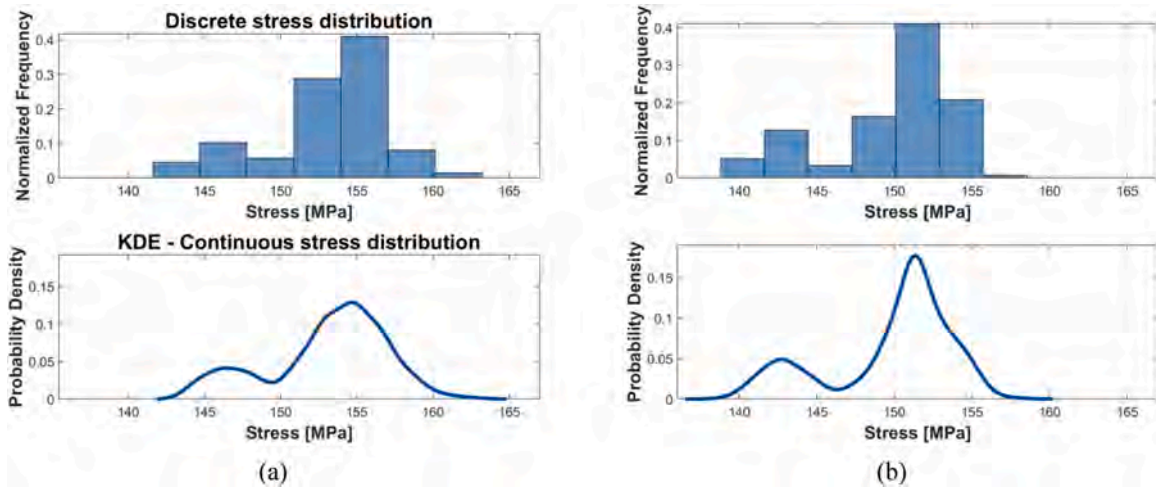 Discrete stress distribution
Normalized Frequency
0.4
0.3
0.2
0.1
0
140 145 150 155 160 165
Stress [MPa]
KDE - Continuous stress distribution
Probability Density
0.15
0.1
0.05
0
140 145 150 155 160 165
Stress [MPa]
(a)
Normalized Frequency
0.4
0.3
0.2
0.1
0
140 145 150 155 160 165
Stress [MPa]
Probability Density
0.15
0.1
0.05
0
140 145 150 155 160 165
Stress [MPa]
(b)